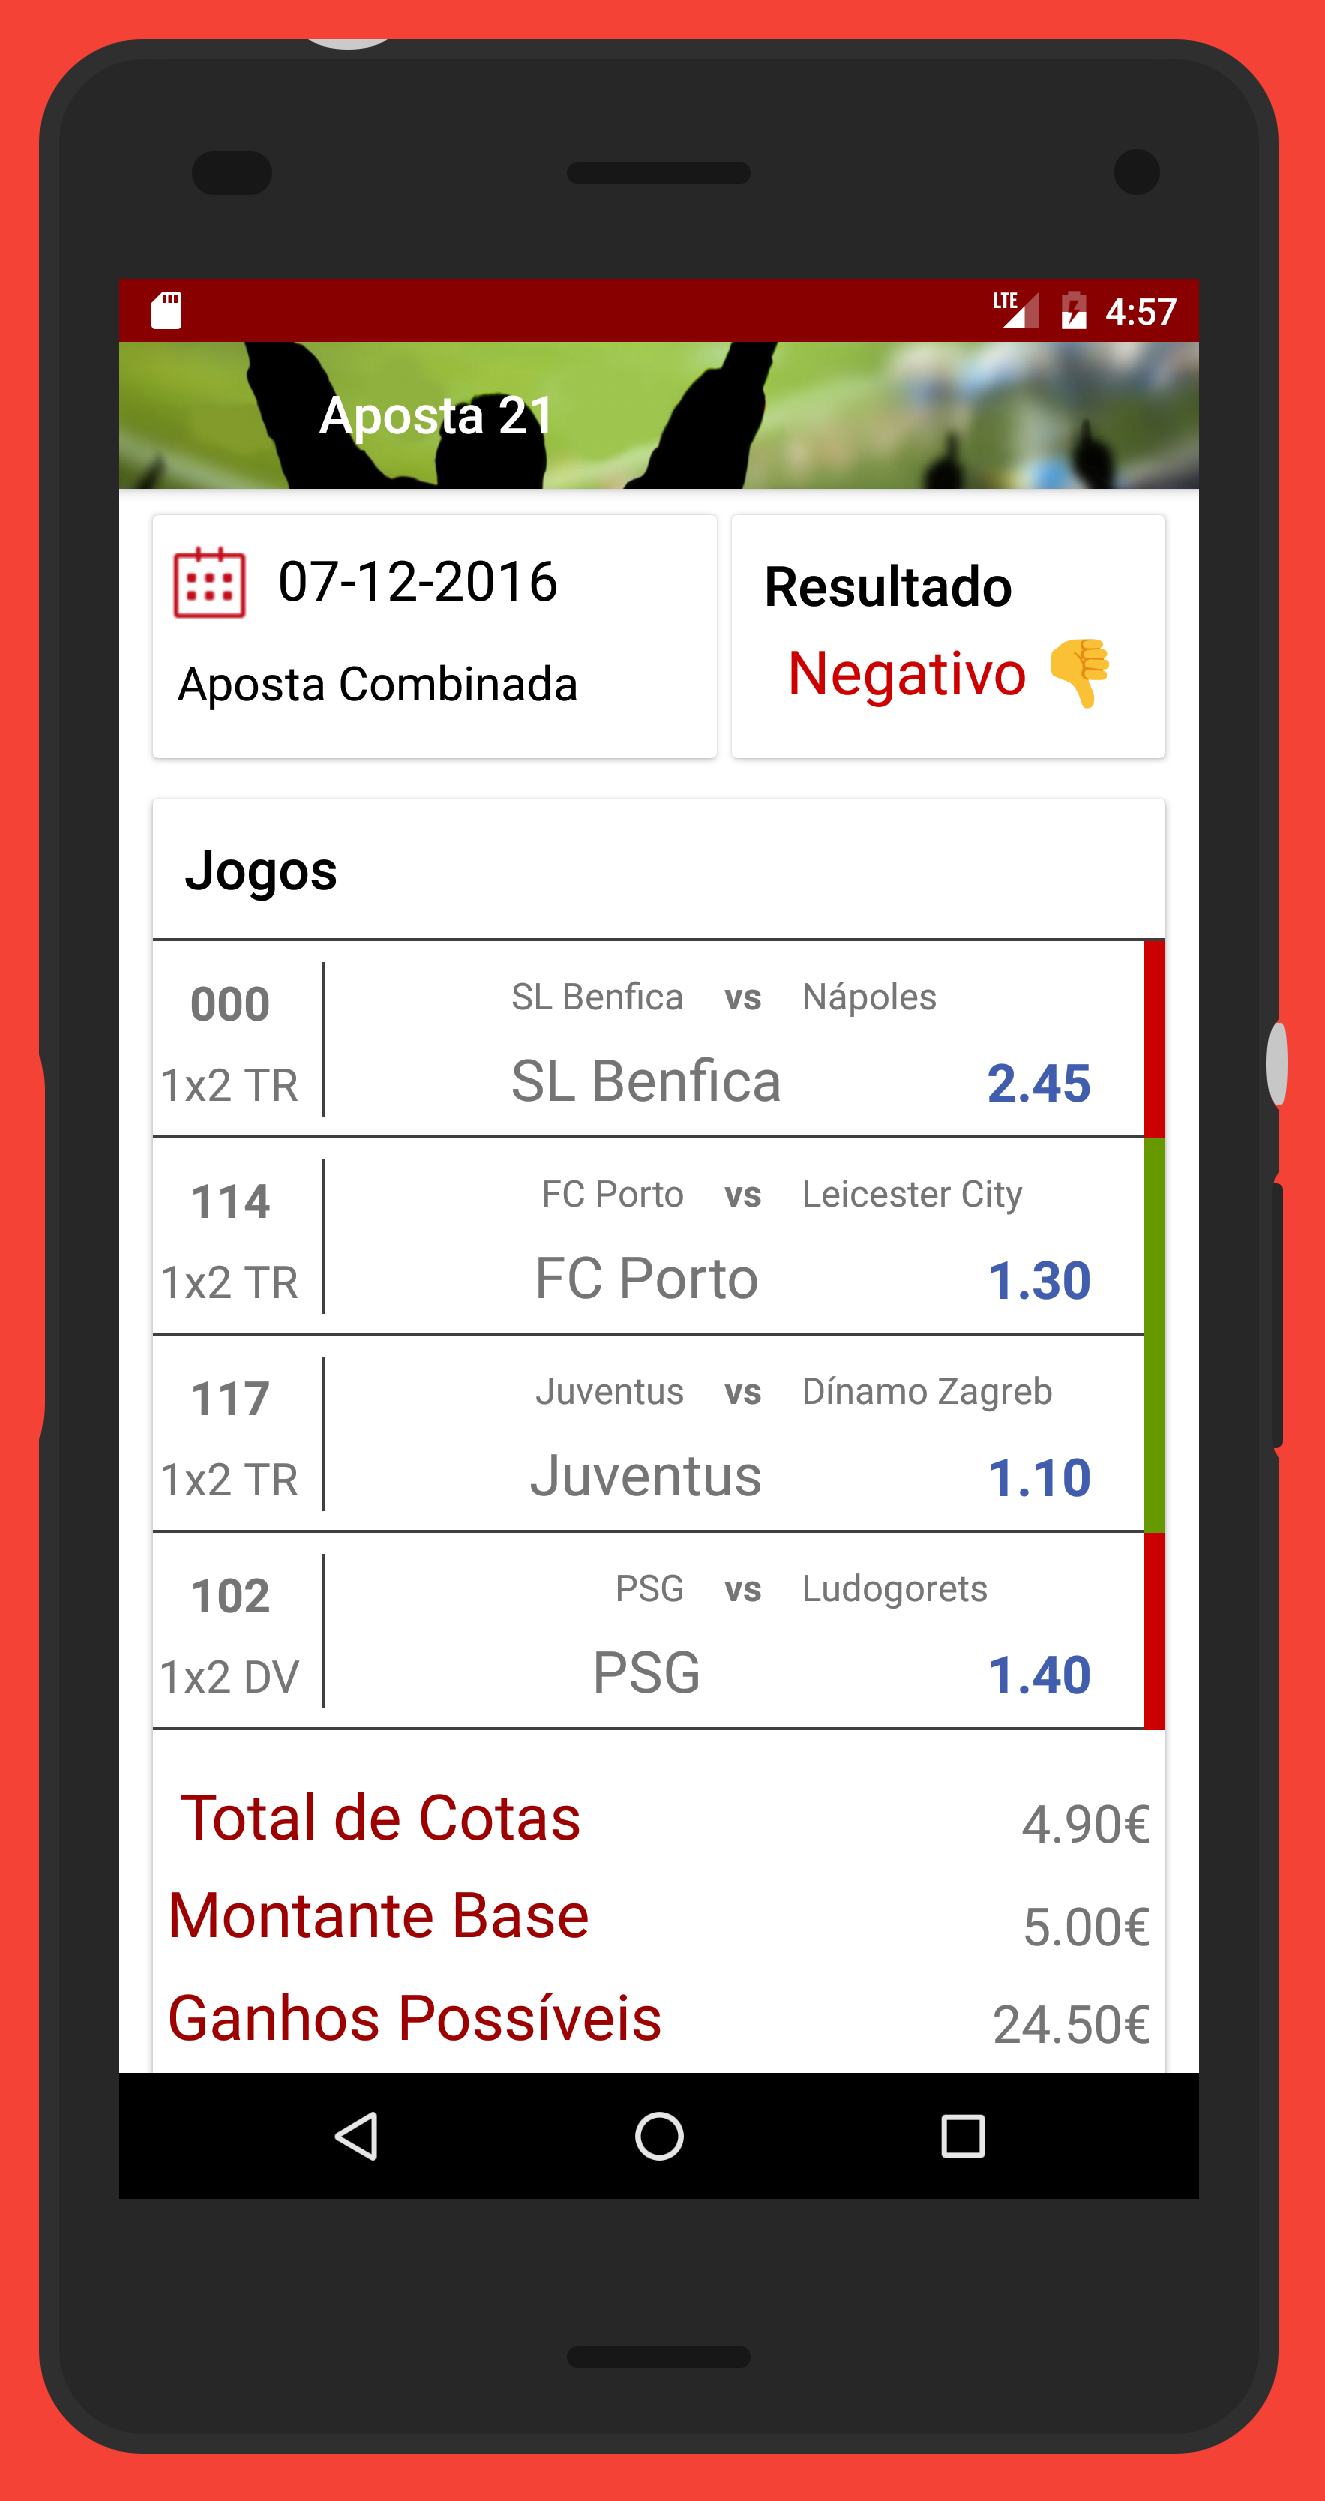 LTE 4:57
Aposta 21
07-12-2016
Aposta Combinada
Resultado
Negativo
Jogos
000
1x2 TR
SL Benfica vs Nápoles
SL Benfica 2.45
114
1x2 TR
FC Porto vs Leicester City
FC Porto 1.30
117
1x2 TR
Juventus vs Dínamo Zagreb
Juventus 1.10
102
1x2 DV
PSG vs Ludogorets
PSG 1.40
Total de Cotas 4.90€
Montante Base 5.00€
Ganhos Possíveis 24.50€